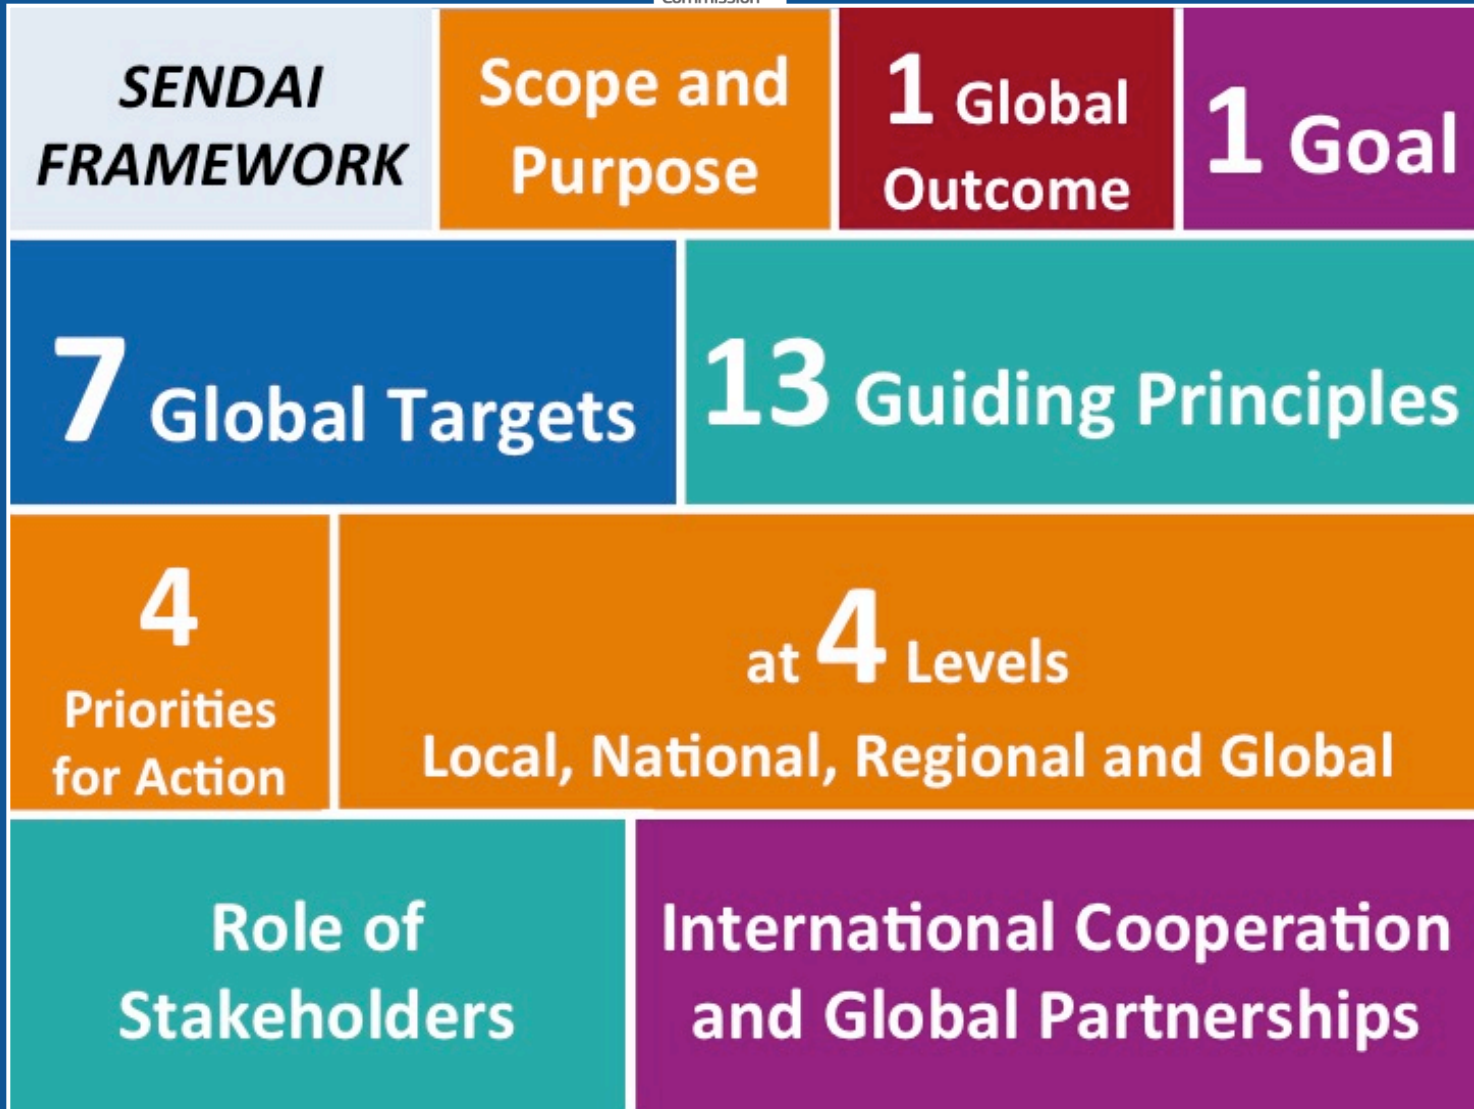 Commission
SENDAI
FRAMEWORK
Scope and
Purpose
1 Global
Outcome
1 Goal
7 Global Targets
13 Guiding Principles
4
Priorities
for Action
at 4 Levels
Local, National, Regional and Global
Role of
Stakeholders
International Cooperation
and Global Partnerships